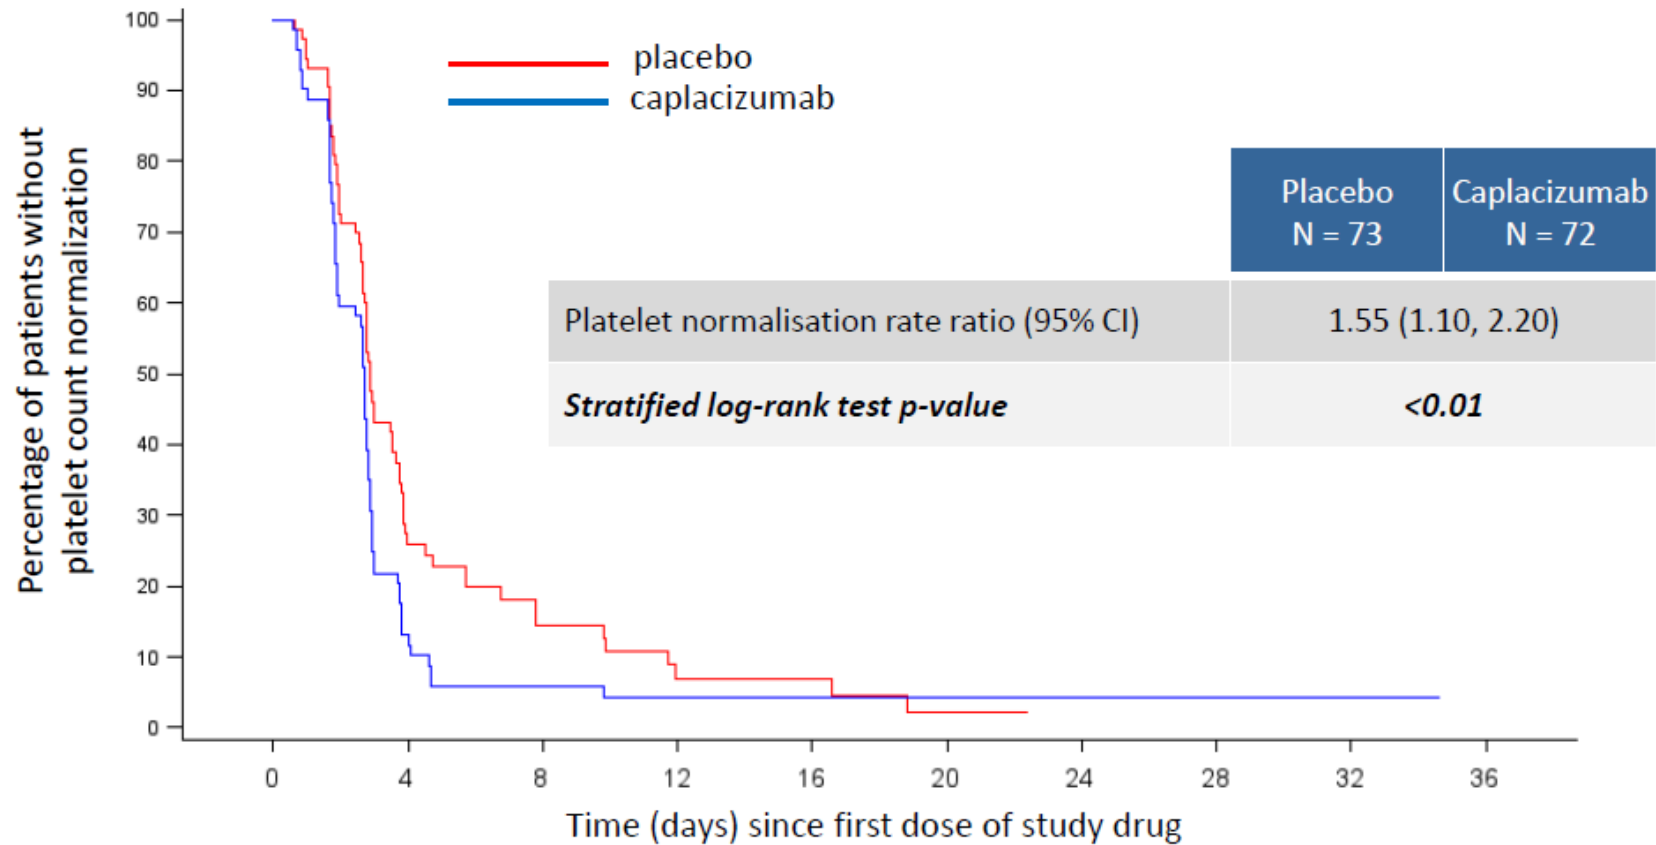 Percentage of patients without
platelet count normalization
100
90
80
70
60
50
40
30
20
10
0
placebo
caplacizumab
Placebo
N = 73
Caplacizumab
N = 72
Platelet normalisation rate ratio (95% CI)
1.55 (1.10, 2.20)
Stratified log-rank test p-value
<0.01
0 4 8 12 16 20 24 28 32 36
Time (days) since first dose of study drug